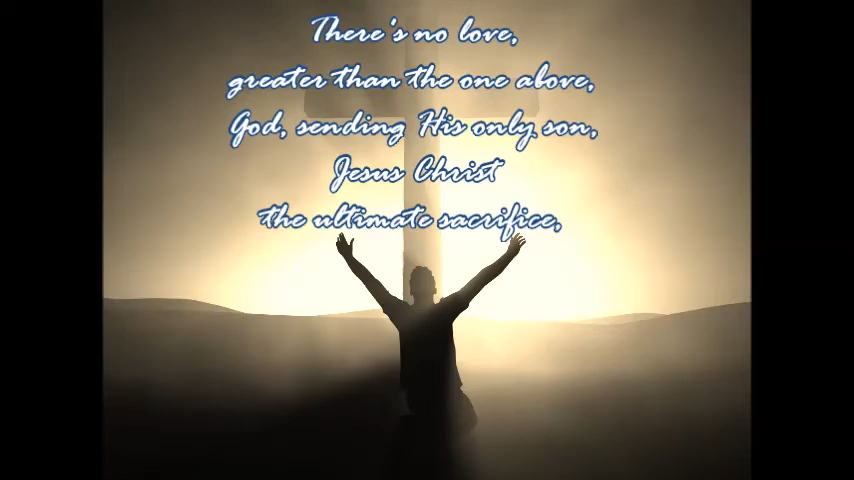 There's no love,
greater than the one above,
God, sending His only son,
Jesus Christ
the ultimate sacrifice,